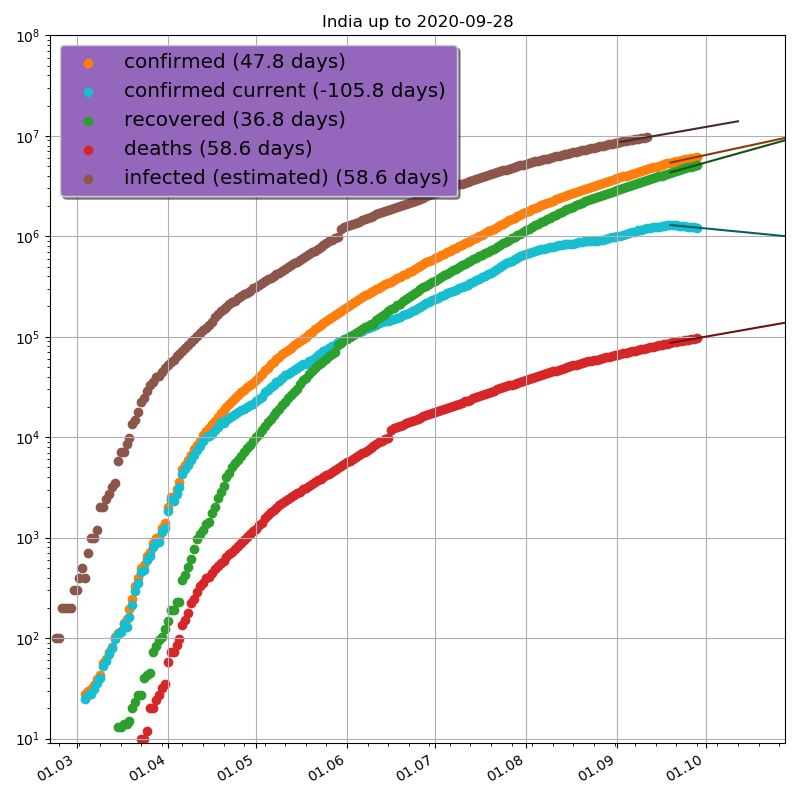 India up to 2020-09-28
10^8
10^7
10^6
10^5
10^4
10^3
10^2
10^1
confirmed (47.8 days)
confirmed current (-105.8 days)
recovered (36.8 days)
deaths (58.6 days)
infected (estimated) (58.6 days)
01.03 01.04 01.05 01.06 01.07 01.08 01.09 01.10